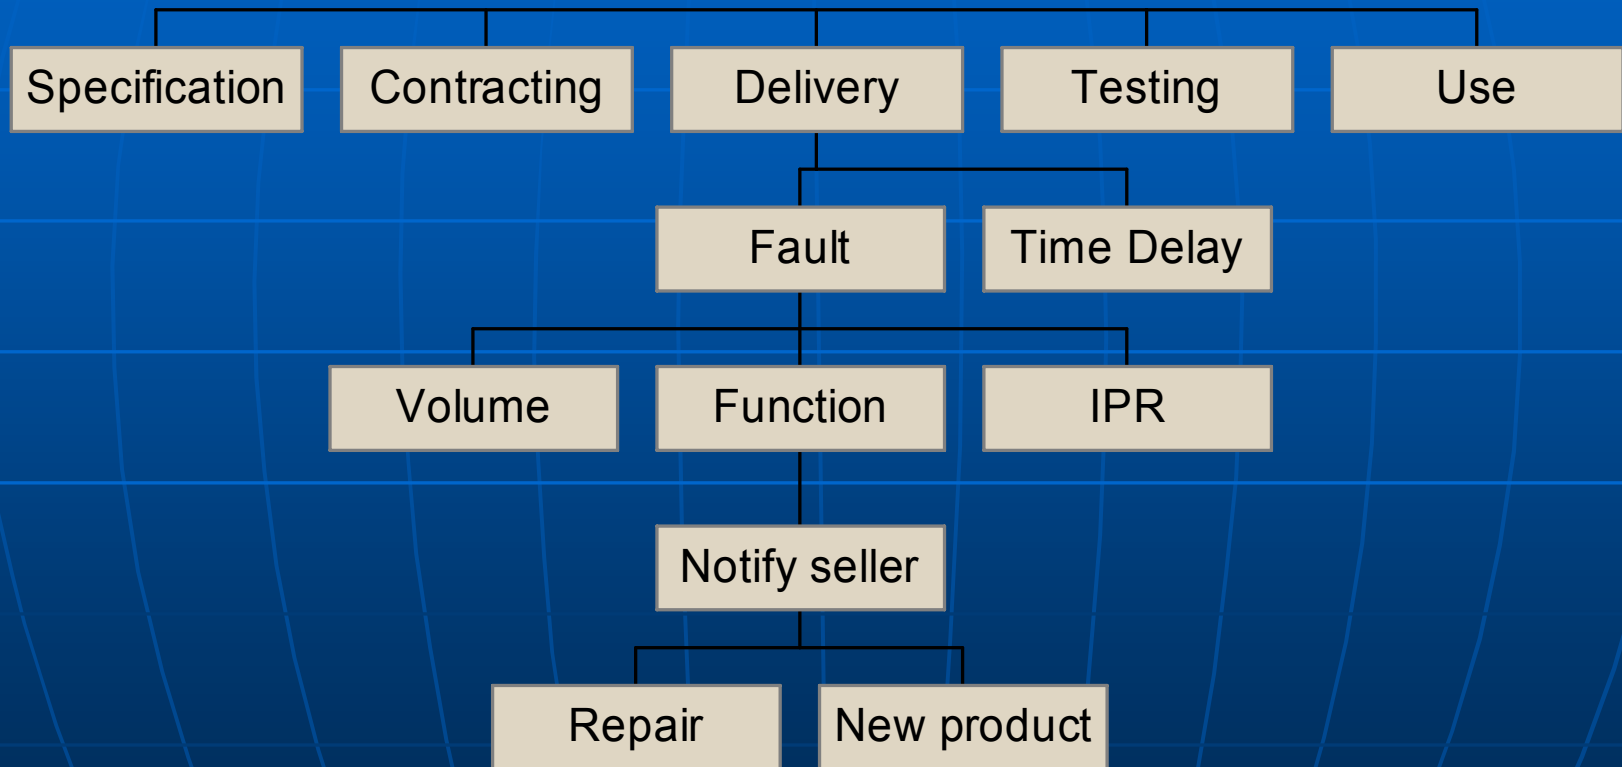 Specification
Contracting
Delivery
Testing
Use
Fault
Time Delay
Volume
Function
IPR
Notify seller
Repair
New product